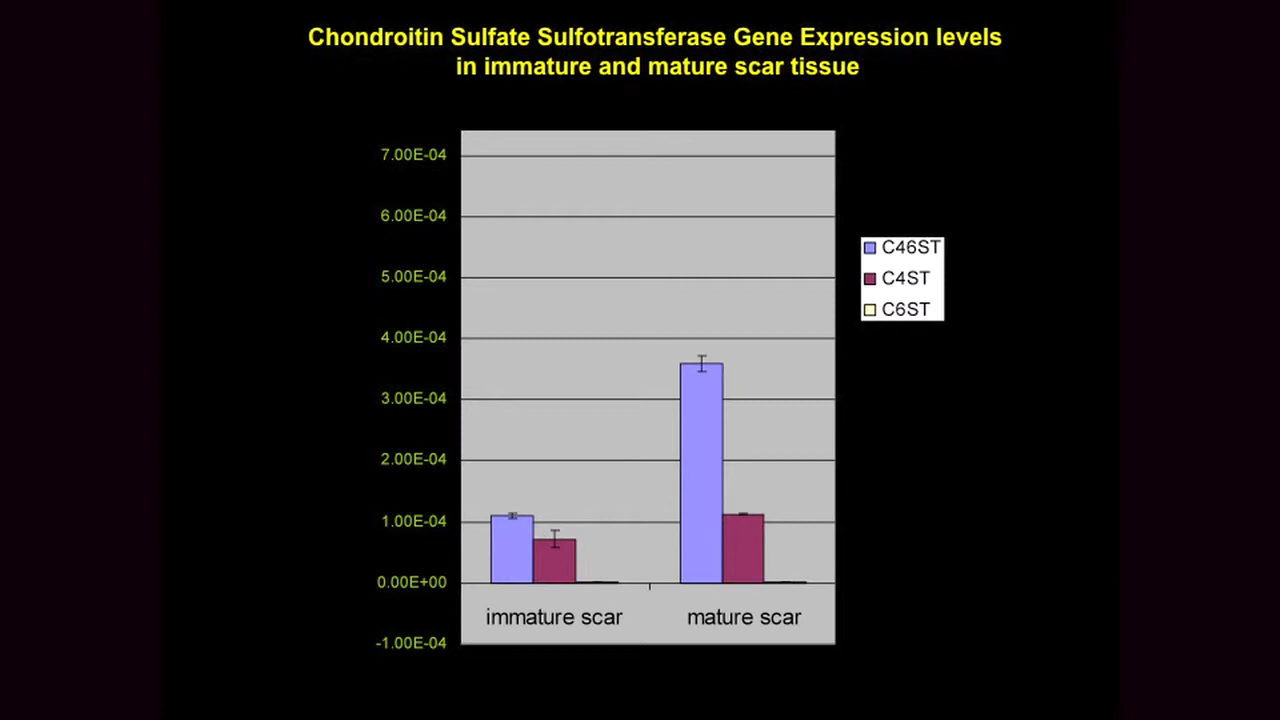 Chondroitin Sulfate Sulfotransferase Gene Expression levels
in immature and mature scar tissue
7.00E-04
6.00E-04
5.00E-04
4.00E-04
3.00E-04
2.00E-04
1.00E-04
0.00E+00
-1.00E-04
immature scar
mature scar
C46ST
C4ST
C6ST